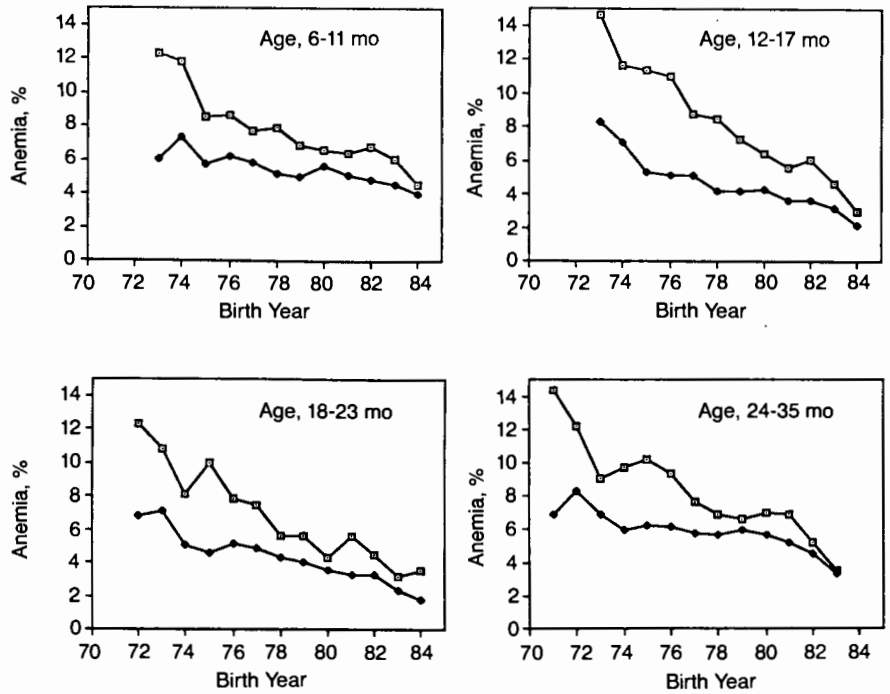 Age, 6-11 mo
Anemia, %
14
12
10
8
6
4
2
0
70 72 74 76 78 80 82 84
Birth Year
Age, 12-17 mo
Anemia, %
14
12
10
8
6
4
2
0
70 72 74 76 78 80 82 84
Birth Year
Age, 18-23 mo
Anemia, %
14
12
10
8
6
4
2
0
70 72 74 76 78 80 82 84
Birth Year
Age, 24-35 mo
Anemia, %
14
12
10
8
6
4
2
0
70 72 74 76 78 80 82 84
Birth Year